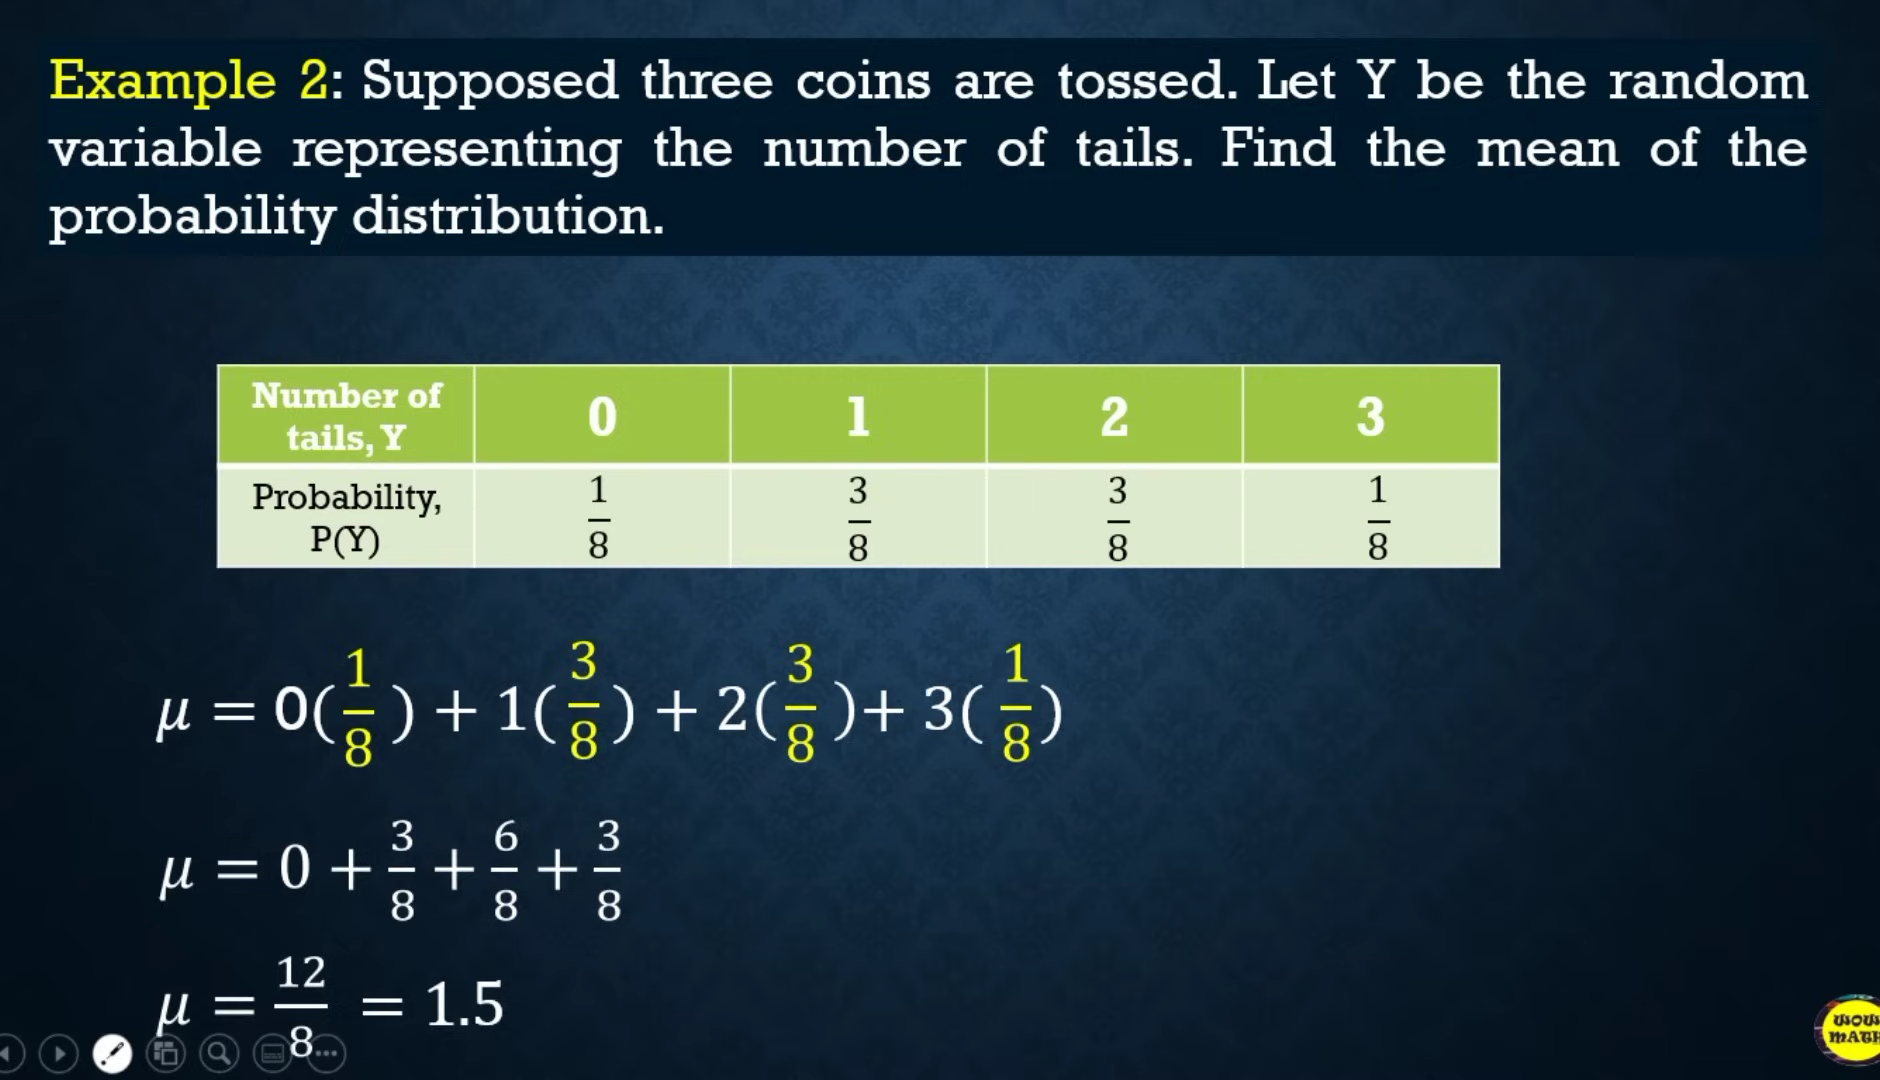 Example 2: Supposed three coins are tossed. Let Y be the random
variable representing the number of tails. Find the mean of the
probability distribution.
Number of tails, Y 0 1 2 3
Probability, P(Y) 1/8 3/8 3/8 1/8
μ = 0(1/8) + 1(3/8) + 2(3/8) + 3(1/8)
μ = 0 + 3/8 + 6/8 + 3/8
μ = 12/8 = 1.5
WOW
MATH